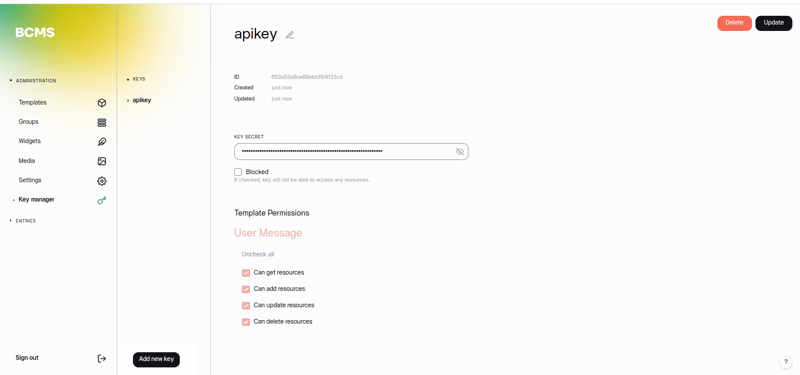 BCMS
ADMINISTRATION
Templates
Groups
Widgets
Media
Settings
Key manager
ENTRIES
Sign out
KEYS
apikey
Add new key
apikey
Delete
Update
ID
Created just now
Updated just now
KEY SECRET
Blocked
If checked, key will not be able to access any resources.
Template Permissions
User Message
Uncheck all
Can get resources
Can add resources
Can update resources
Can delete resources
?